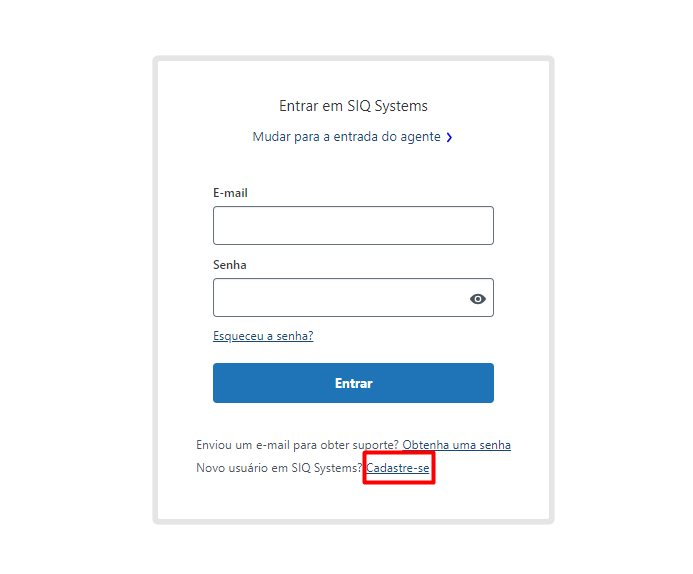 Entrar em SIQ Systems
Mudar para a entrada do agente
E-mail
Senha
Esqueceu a senha?
Entrar
Enviou um e-mail para obter suporte? Obtenha uma senha
Novo usuário em SIQ Systems? Cadastre-se